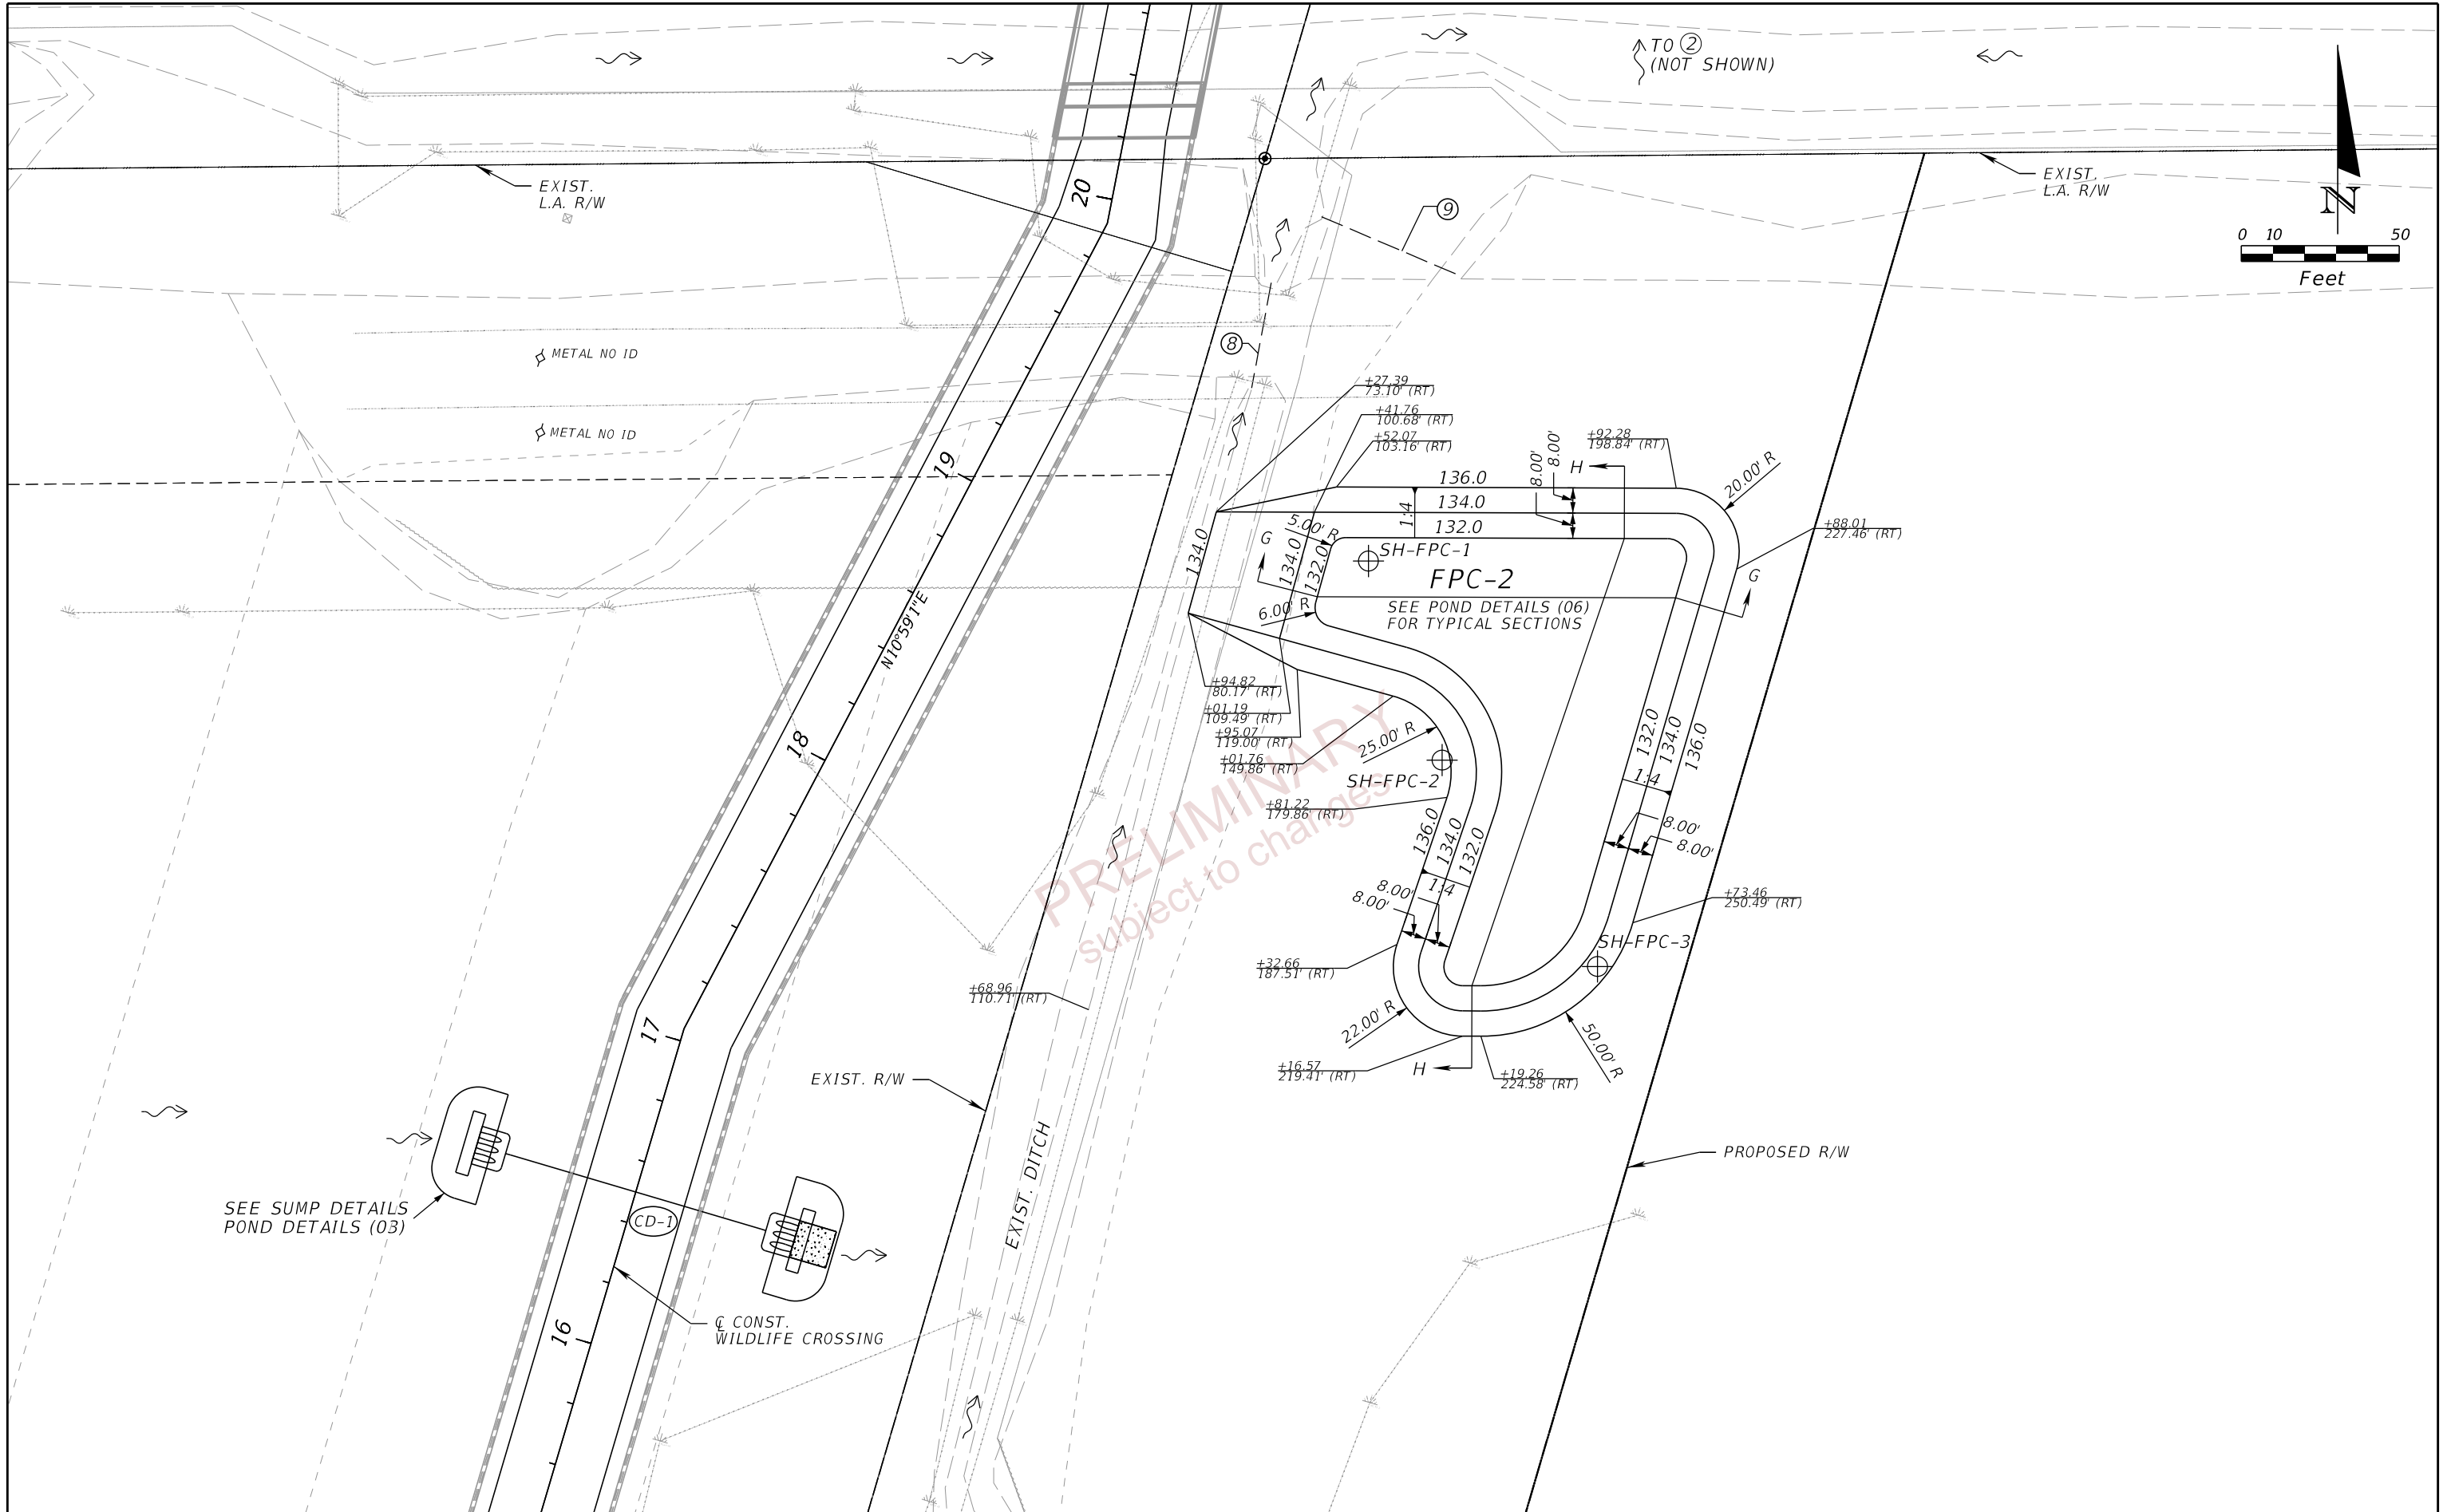 TO 2
(NOT SHOWN)
EXIST.
L.A. R/W
EXIST.
L.A. R/W
N
0 10 50
Feet
20
9
8
METAL NO ID
METAL NO ID
+27.39
73.10' (RT)
+41.76
100.68' (RT)
+52.07
103.16' (RT)
+92.28
198.84' (RT)
8.00'
8.00'
H
20.00' R
136.0
134.0
132.0
1:4
19
+88.01
227.46' (RT)
5.00' R
G
134.0
134.0
132.0
SH-FPC-1
FPC-2
G
SEE POND DETAILS (06)
FOR TYPICAL SECTIONS
6.00' R
N10°59'1"E
+94.82
80.17' (RT)
+01.19
109.49' (RT)
+95.07
119.00' (RT)
+01.76
149.86' (RT)
25.00' R
SH-FPC-2
18
+81.22
179.86' (RT)
PRELIMINARY
subject to changes
132.0
134.0
136.0
1:4
8.00'
8.00'
136.0
134.0
132.0
1:4
8.00'
8.00'
+73.46
250.49' (RT)
SH-FPC-3
+32.66
187.51' (RT)
+68.96
110.71' (RT)
17
22.00' R
50.00' R
+16.57
219.41' (RT)
H
+19.26
224.58' (RT)
EXIST. R/W
EXIST. DITCH
PROPOSED R/W
SEE SUMP DETAILS
POND DETAILS (03)
CD-1
℄ CONST.
WILDLIFE CROSSING
16